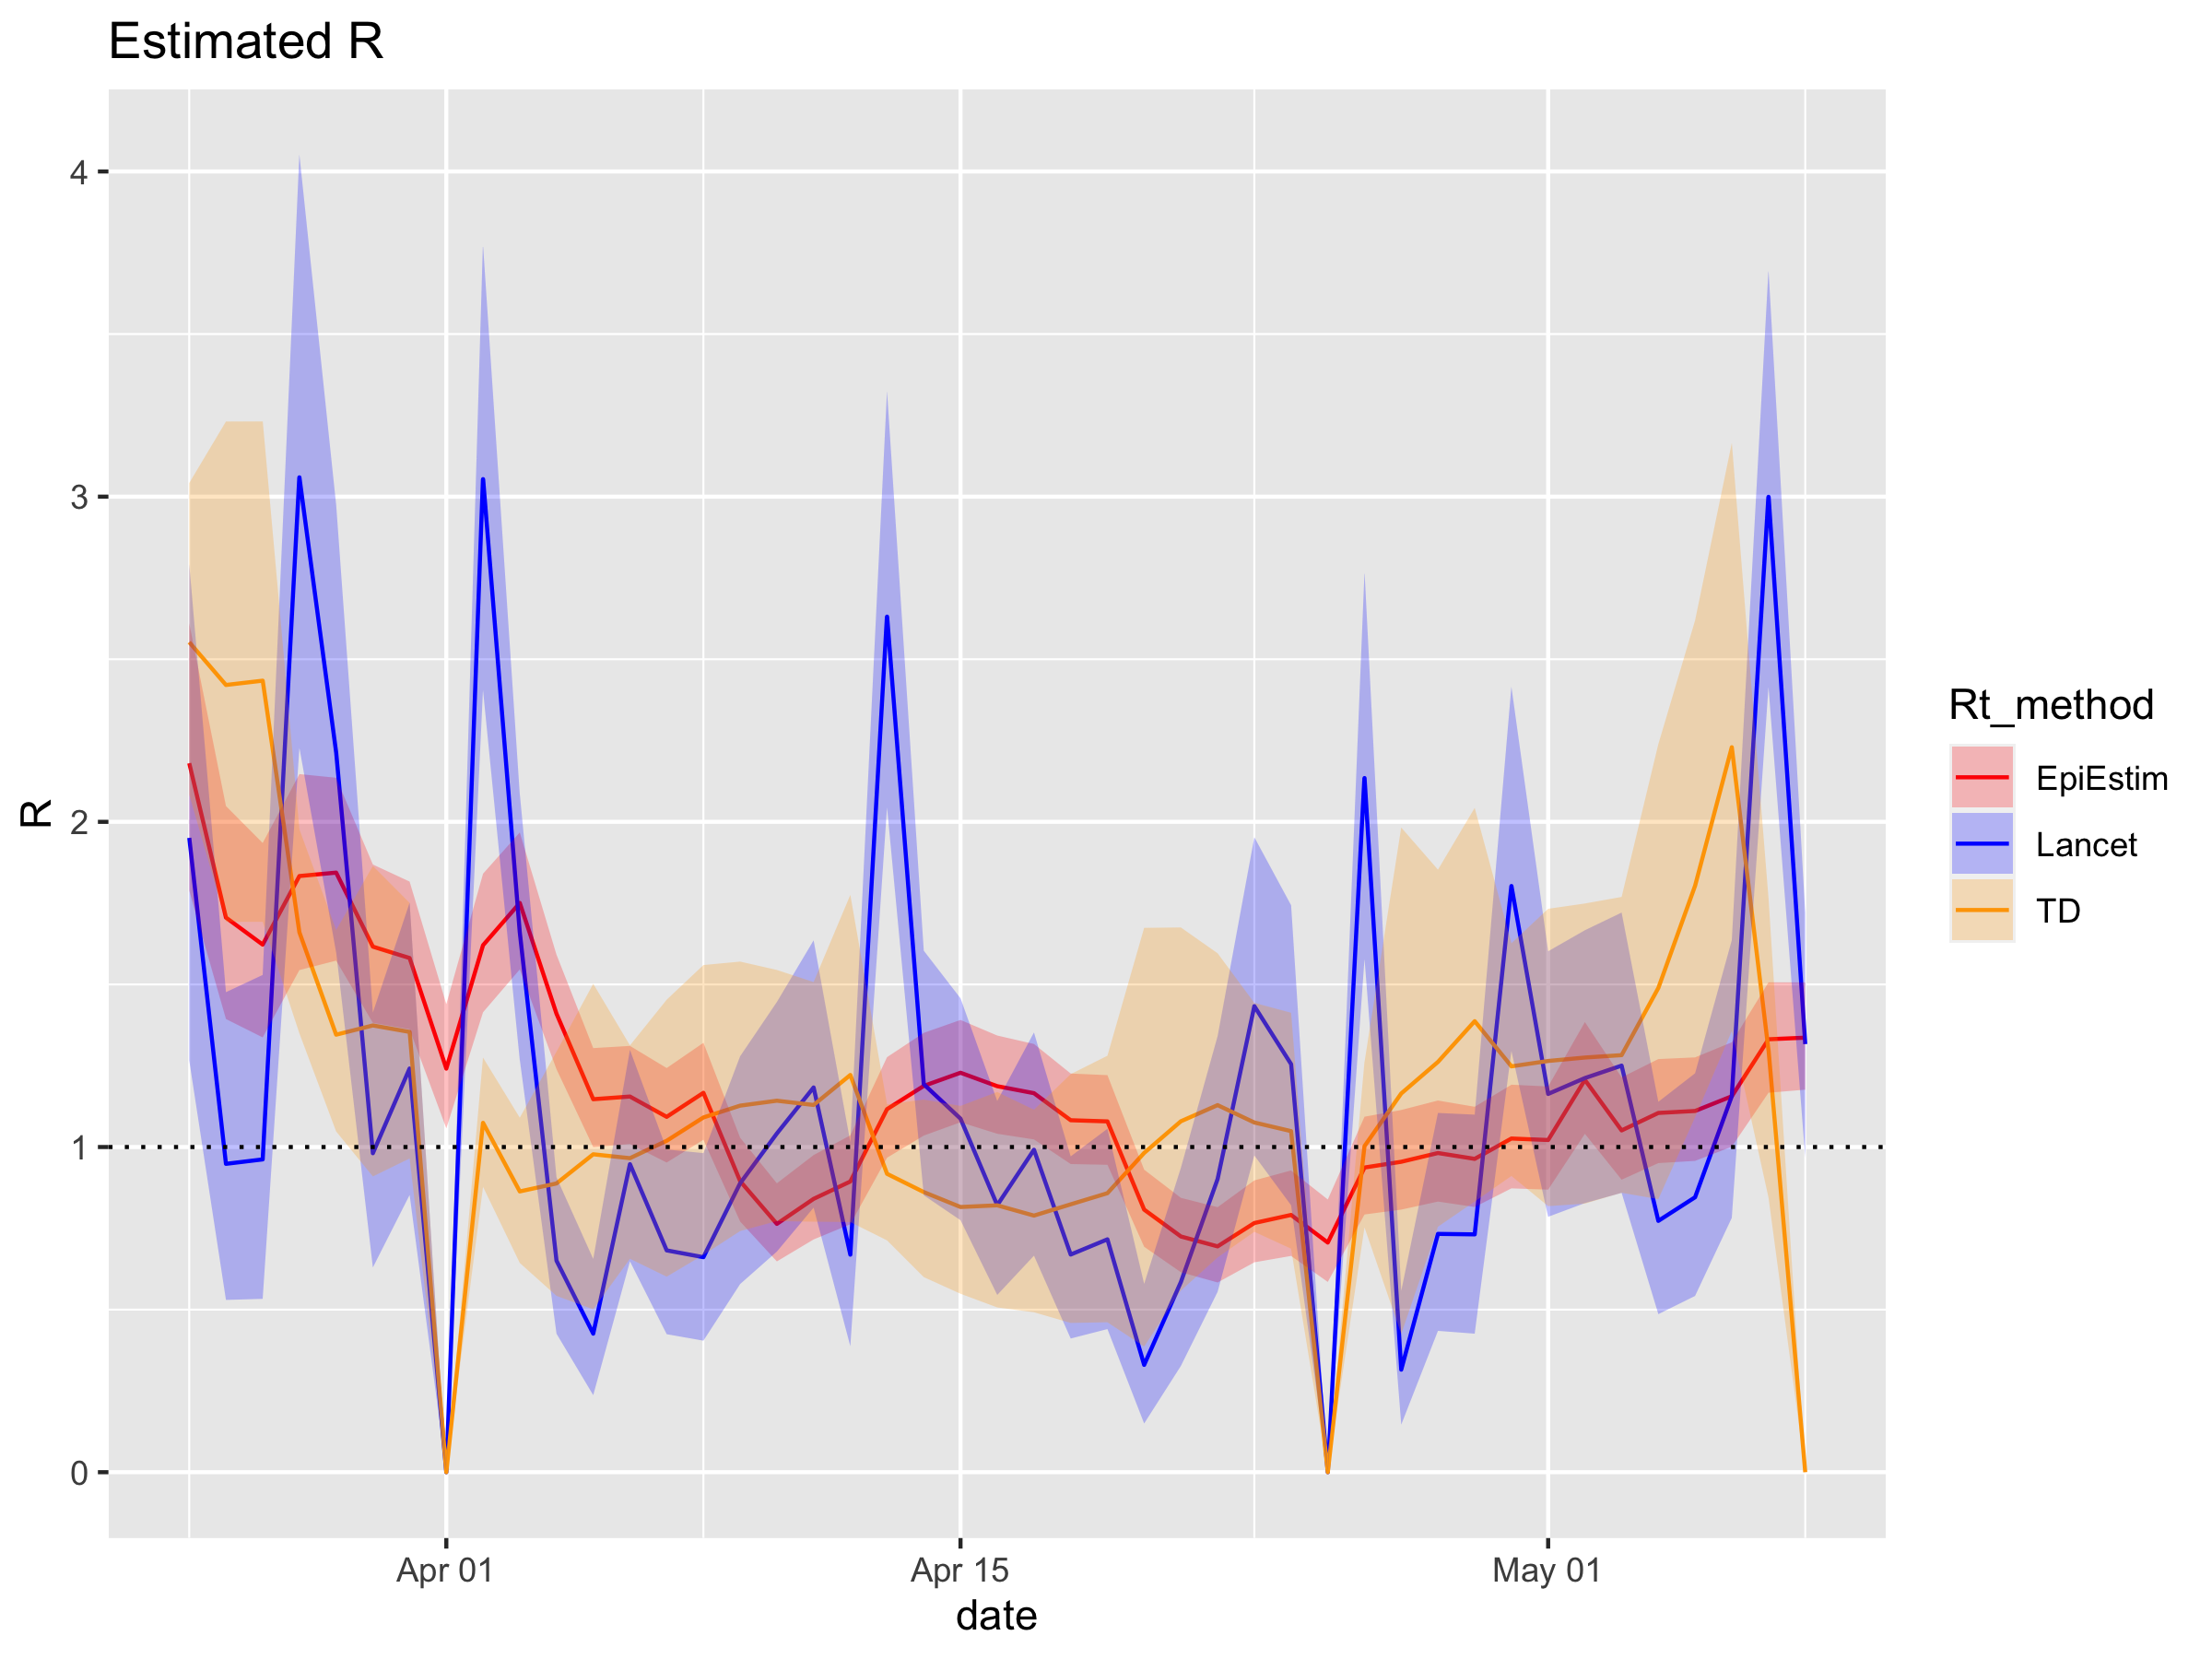 Estimated R
4
3
2
1
0
R
Apr 01
Apr 15
May 01
date
Rt_method
EpiEstim
Lancet
TD